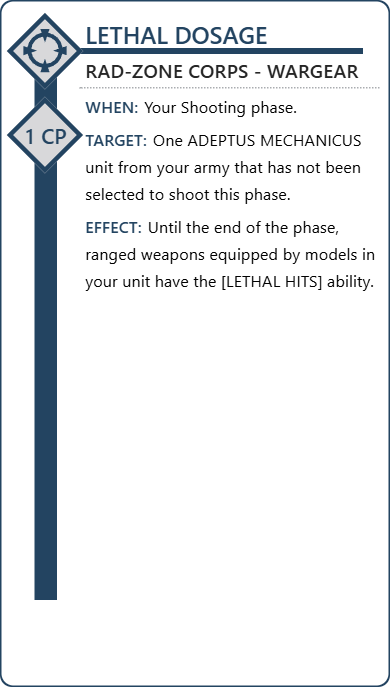 LETHAL DOSAGE
RAD-ZONE CORPS - WARGEAR
1 CP
WHEN: Your Shooting phase.
TARGET: One ADEPTUS MECHANICUS
unit from your army that has not been
selected to shoot this phase.
EFFECT: Until the end of the phase,
ranged weapons equipped by models in
your unit have the [LETHAL HITS] ability.